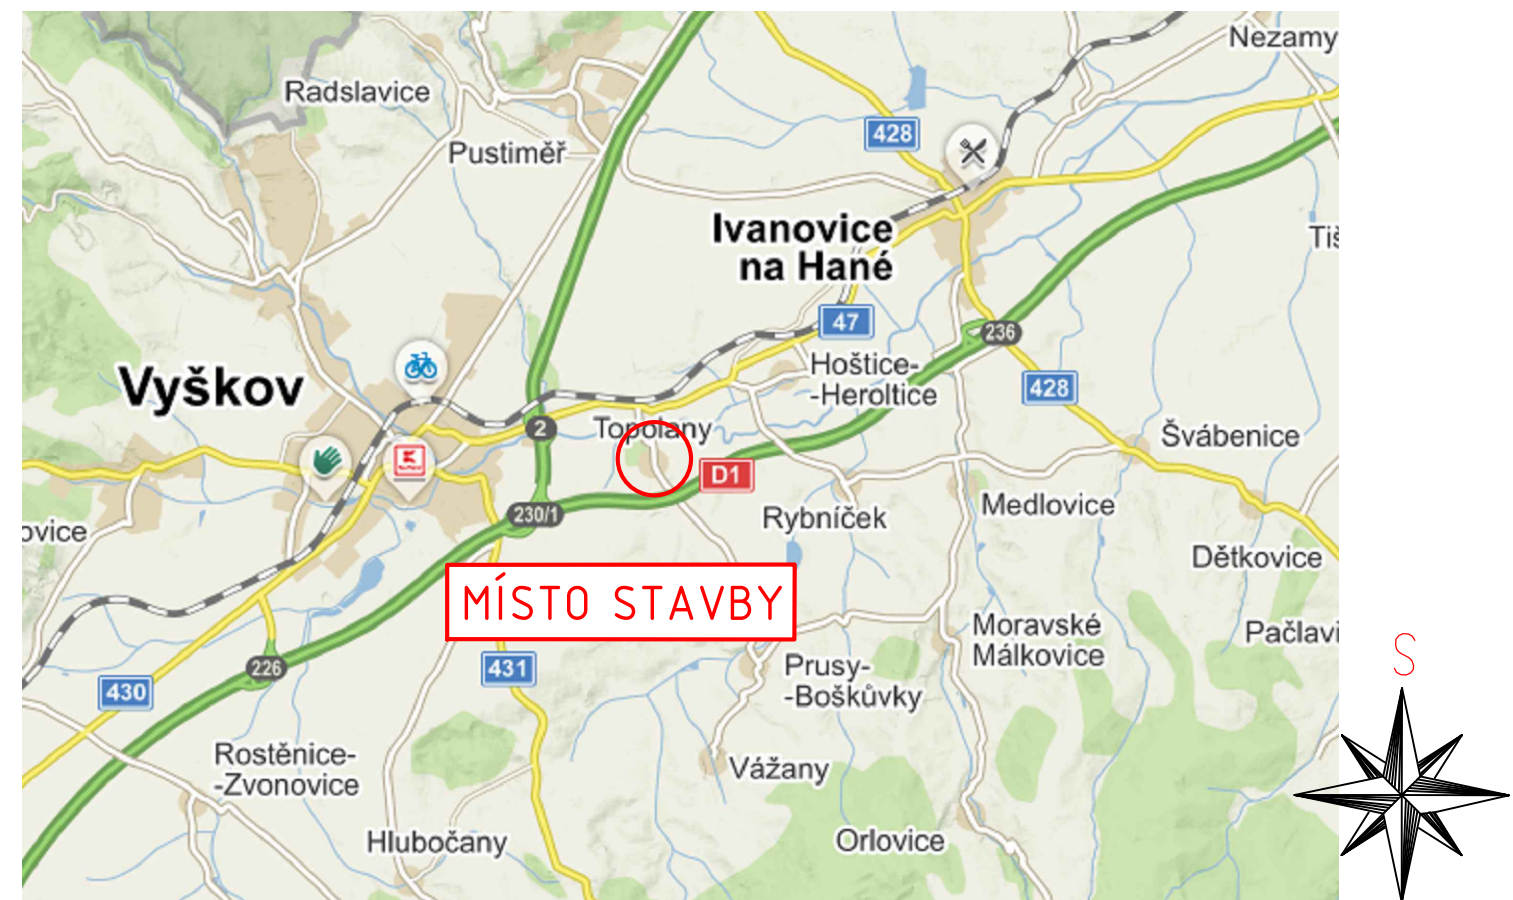 Nezamy
Radslavice
428
Pustiměř
Ivanovice
na Hané
Tiš
47
236
Hoštice-
-Heroltice
428
Vyškov
2
Topolany
Švábenice
D1
230/1
Rybníček
Medlovice
ovice
Dětkovice
MÍSTO STAVBY
Moravské
Málkovice
Pačlavi
S
226
431
430
Prusy-
-Boškůvky
Rostěnice-
-Zvonovice
Vážany
Hlubočany
Orlovice